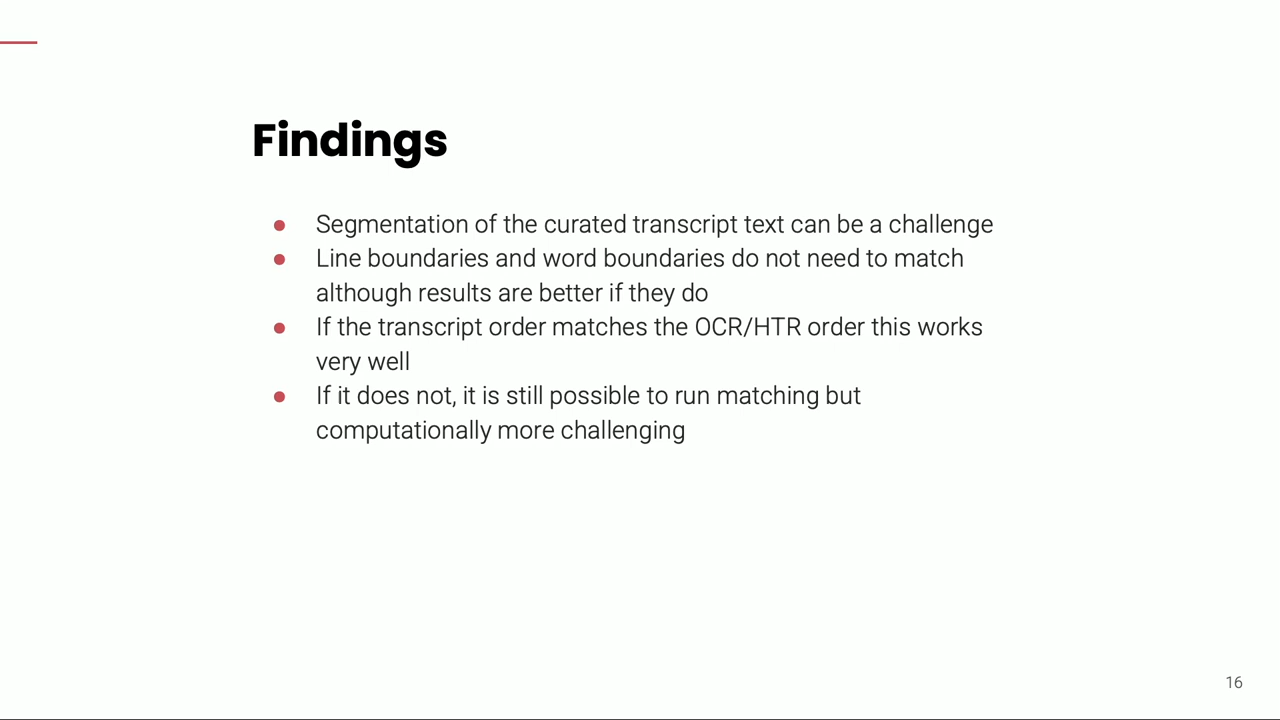 Findings
● Segmentation of the curated transcript text can be a challenge
● Line boundaries and word boundaries do not need to match
although results are better if they do
● If the transcript order matches the OCR/HTR order this works
very well
● If it does not, it is still possible to run matching but
computationally more challenging
16